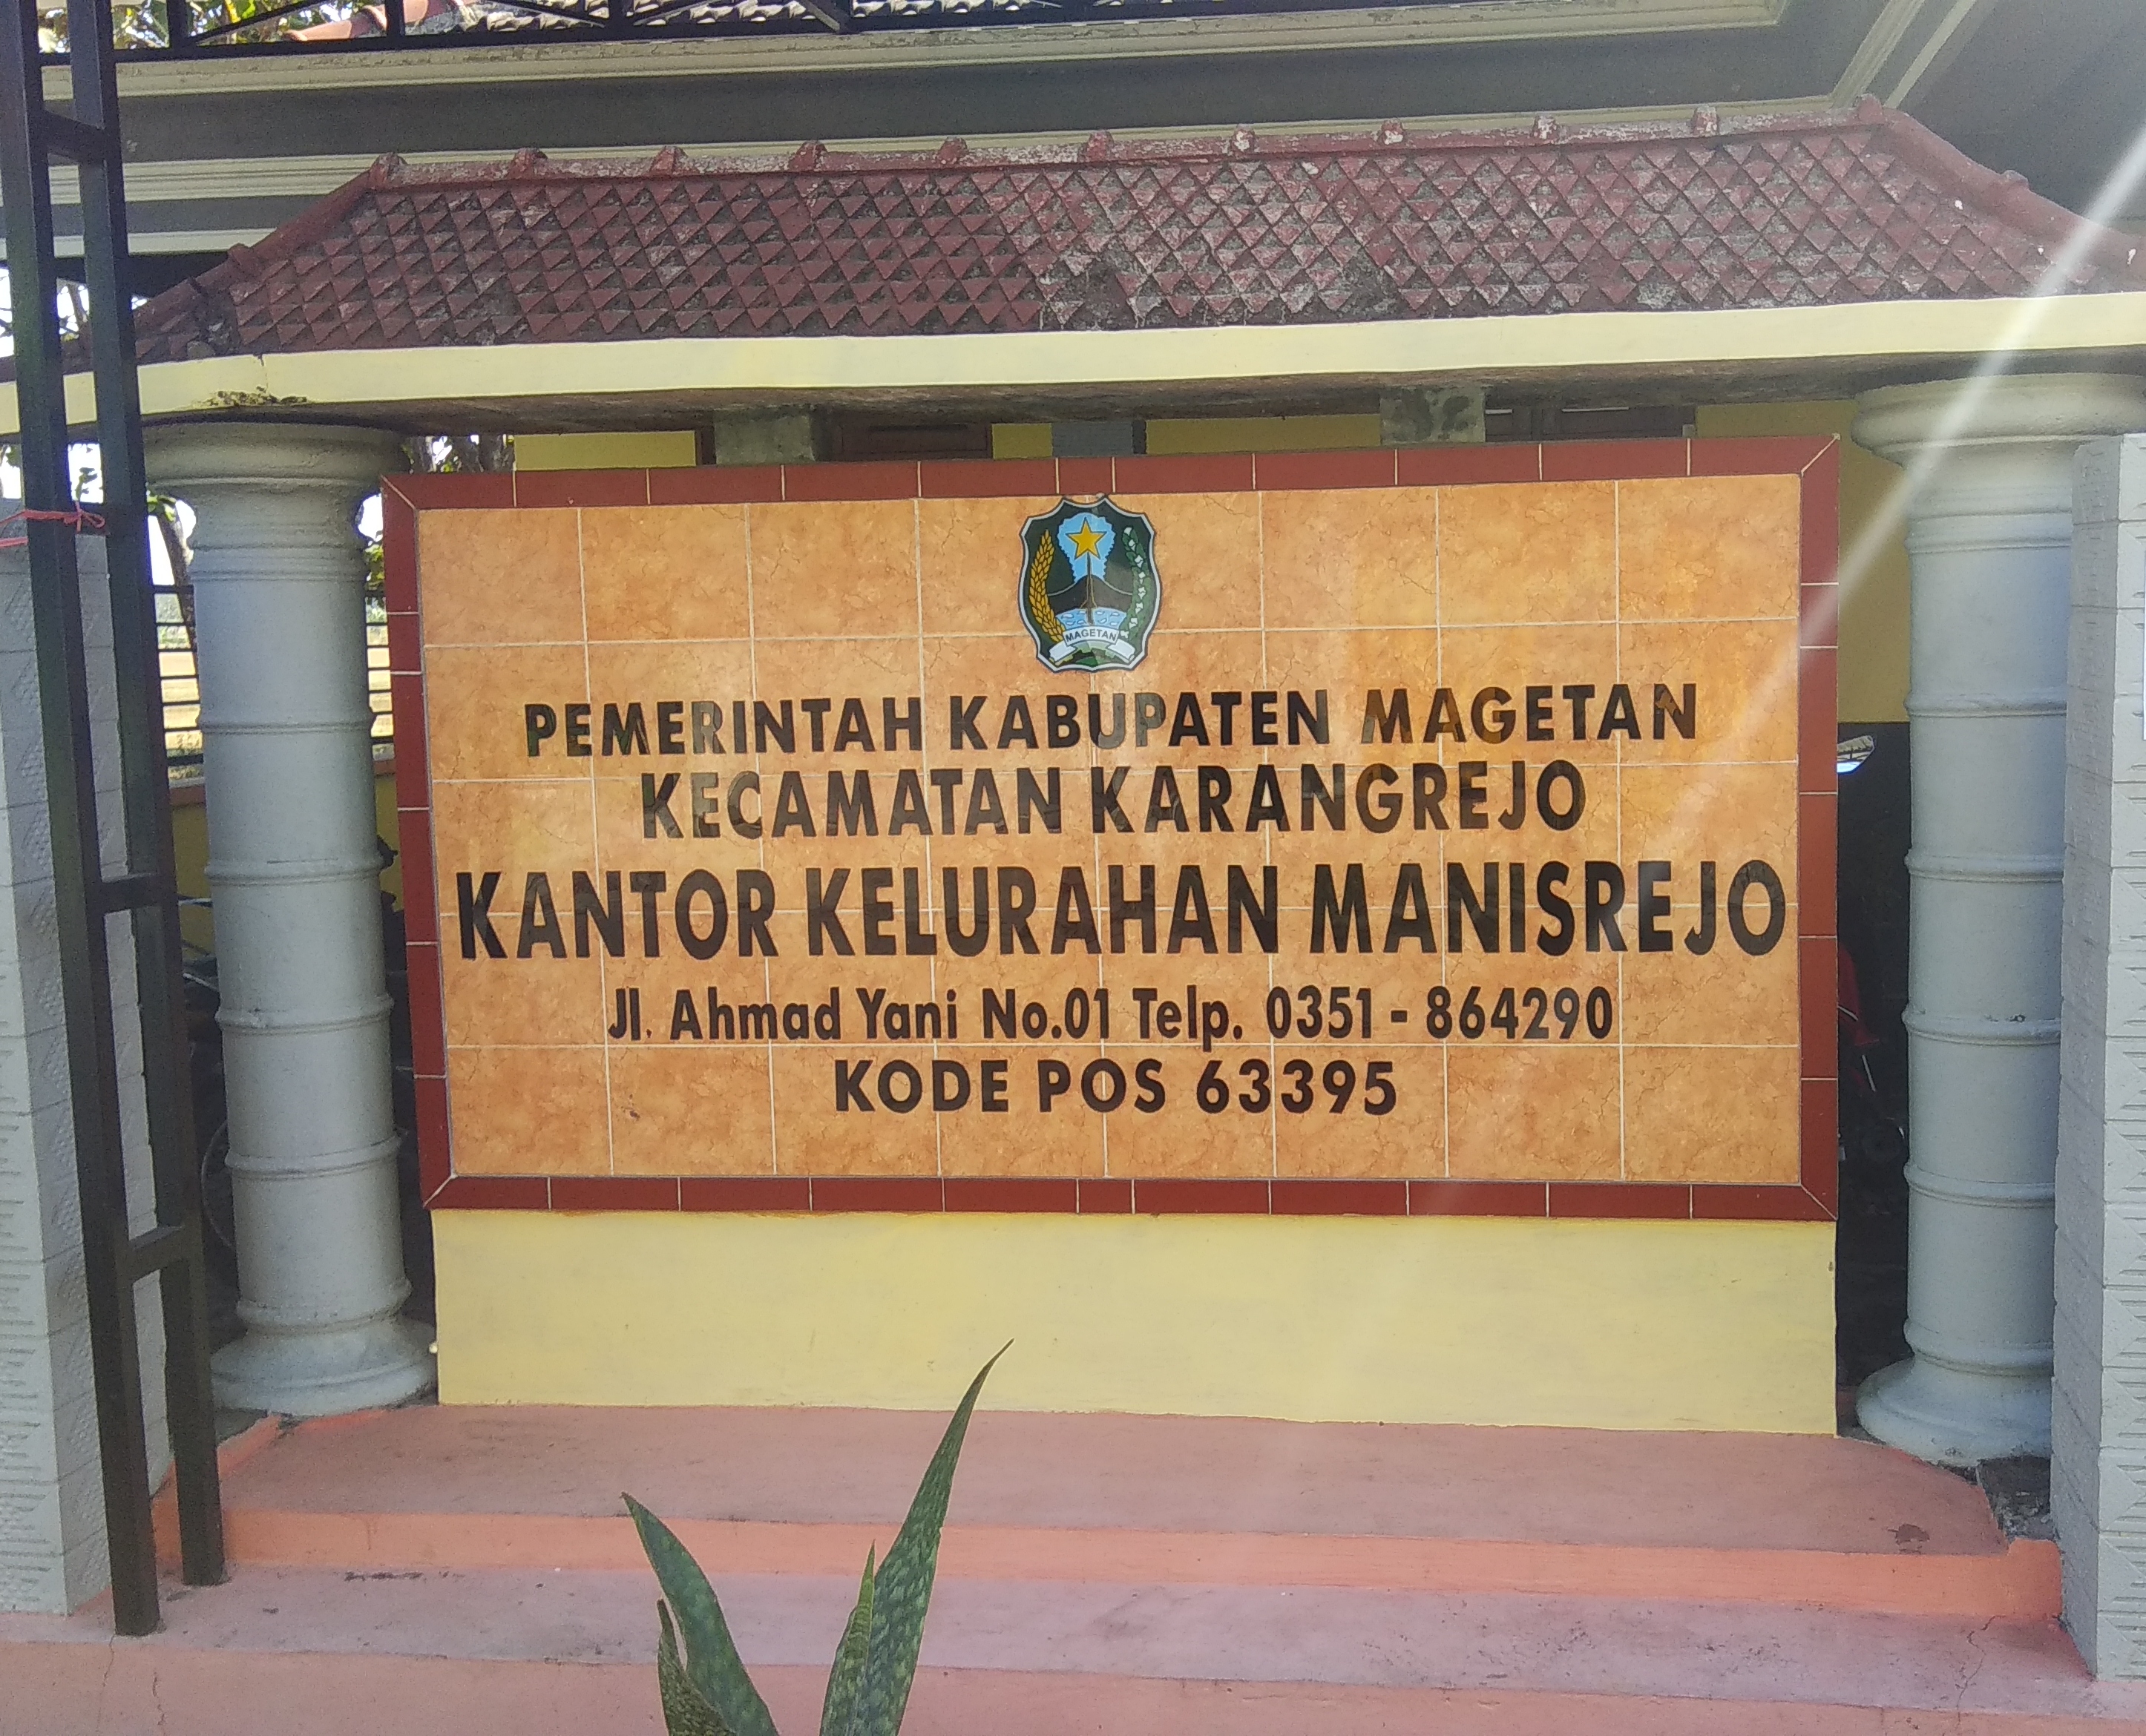 MAGETAN
PEMERINTAH KABUPATEN MAGETAN
KECAMATAN KARANGREJO
KANTOR KELURAHAN MANISREJO
Jl. Ahmad Yani No.01 Telp. 0351 - 864290
KODE POS 63395